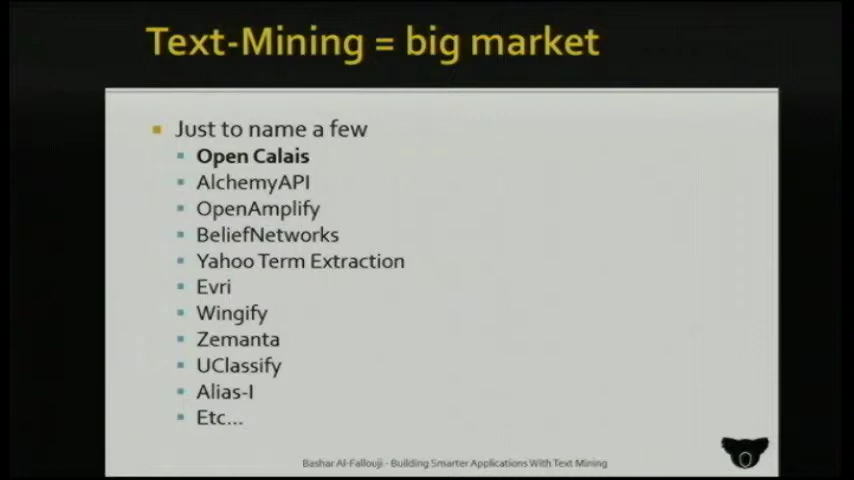 Text-Mining = big market
Just to name a few
Open Calais
AlchemyAPI
OpenAmplify
BeliefNetworks
Yahoo Term Extraction
Evri
Wingify
Zemanta
UClassify
Alias-I
Etc...
Bashar Al-Fallouji - Building Smarter Applications With Text Mining